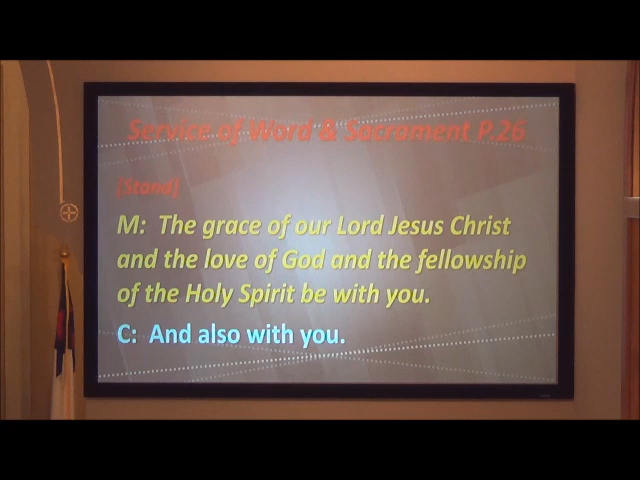 Service of Word & Sacrament P.26
[Stand]
M: The grace of our Lord Jesus Christ
and the love of God and the fellowship
of the Holy Spirit be with you.
C: And also with you.